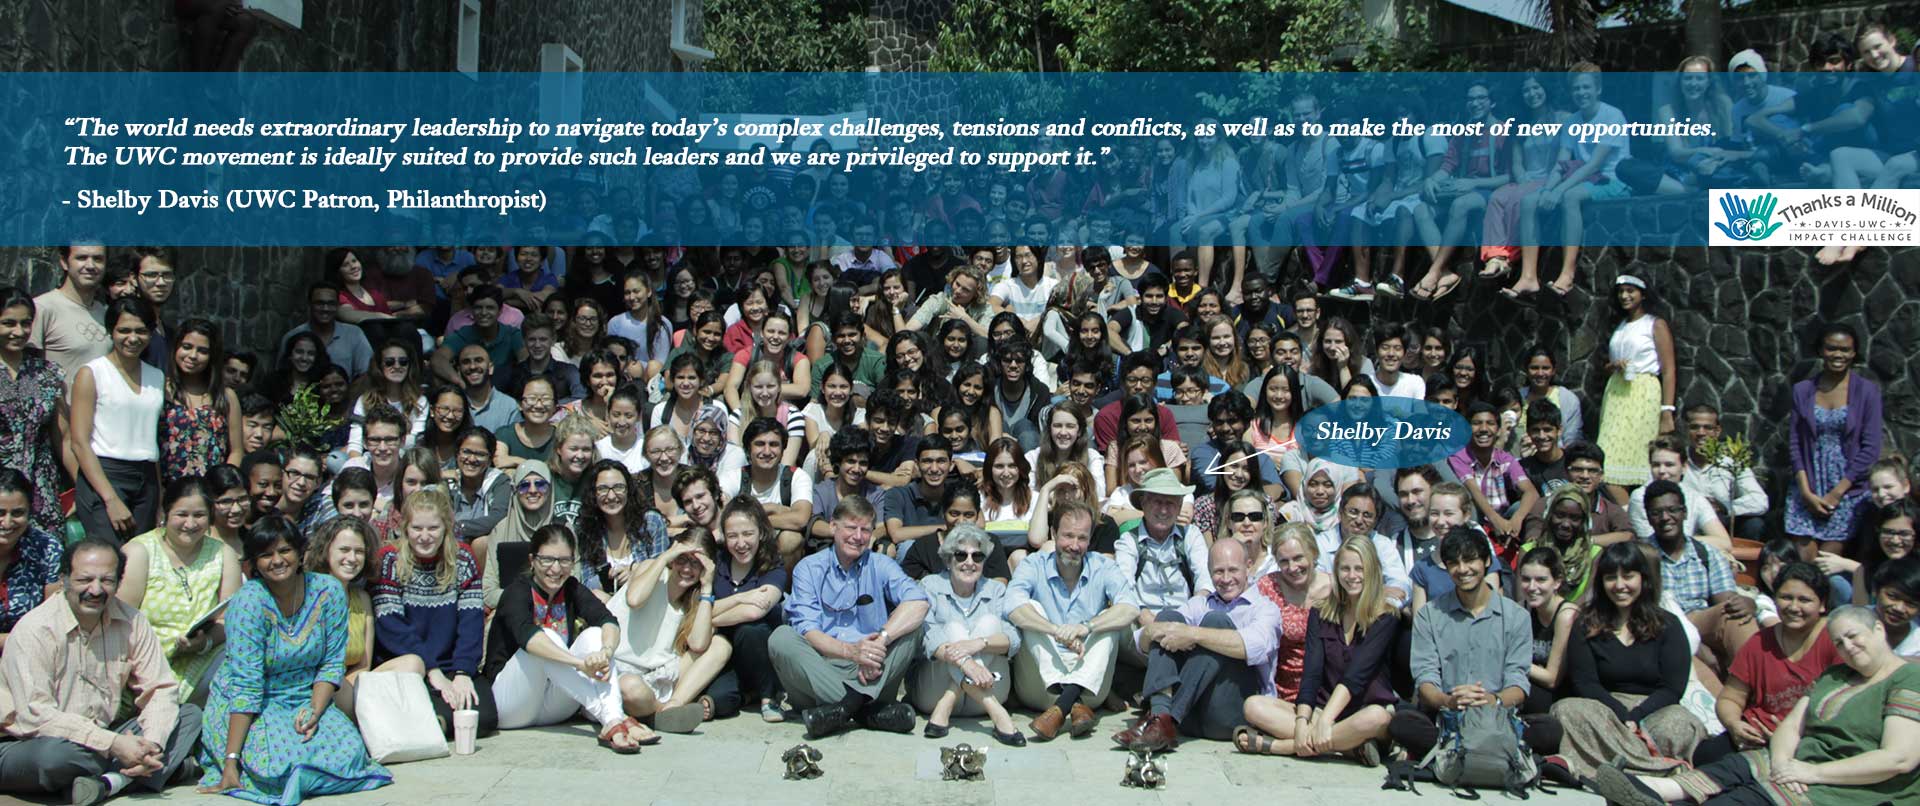 “The world needs extraordinary leadership to navigate today’s complex challenges, tensions and conflicts, as well as to make the most of new opportunities.
The UWC movement is ideally suited to provide such leaders and we are privileged to support it.”
- Shelby Davis (UWC Patron, Philanthropist)
Thanks a Million
DAVIS-UWC
IMPACT CHALLENGE
Shelby Davis